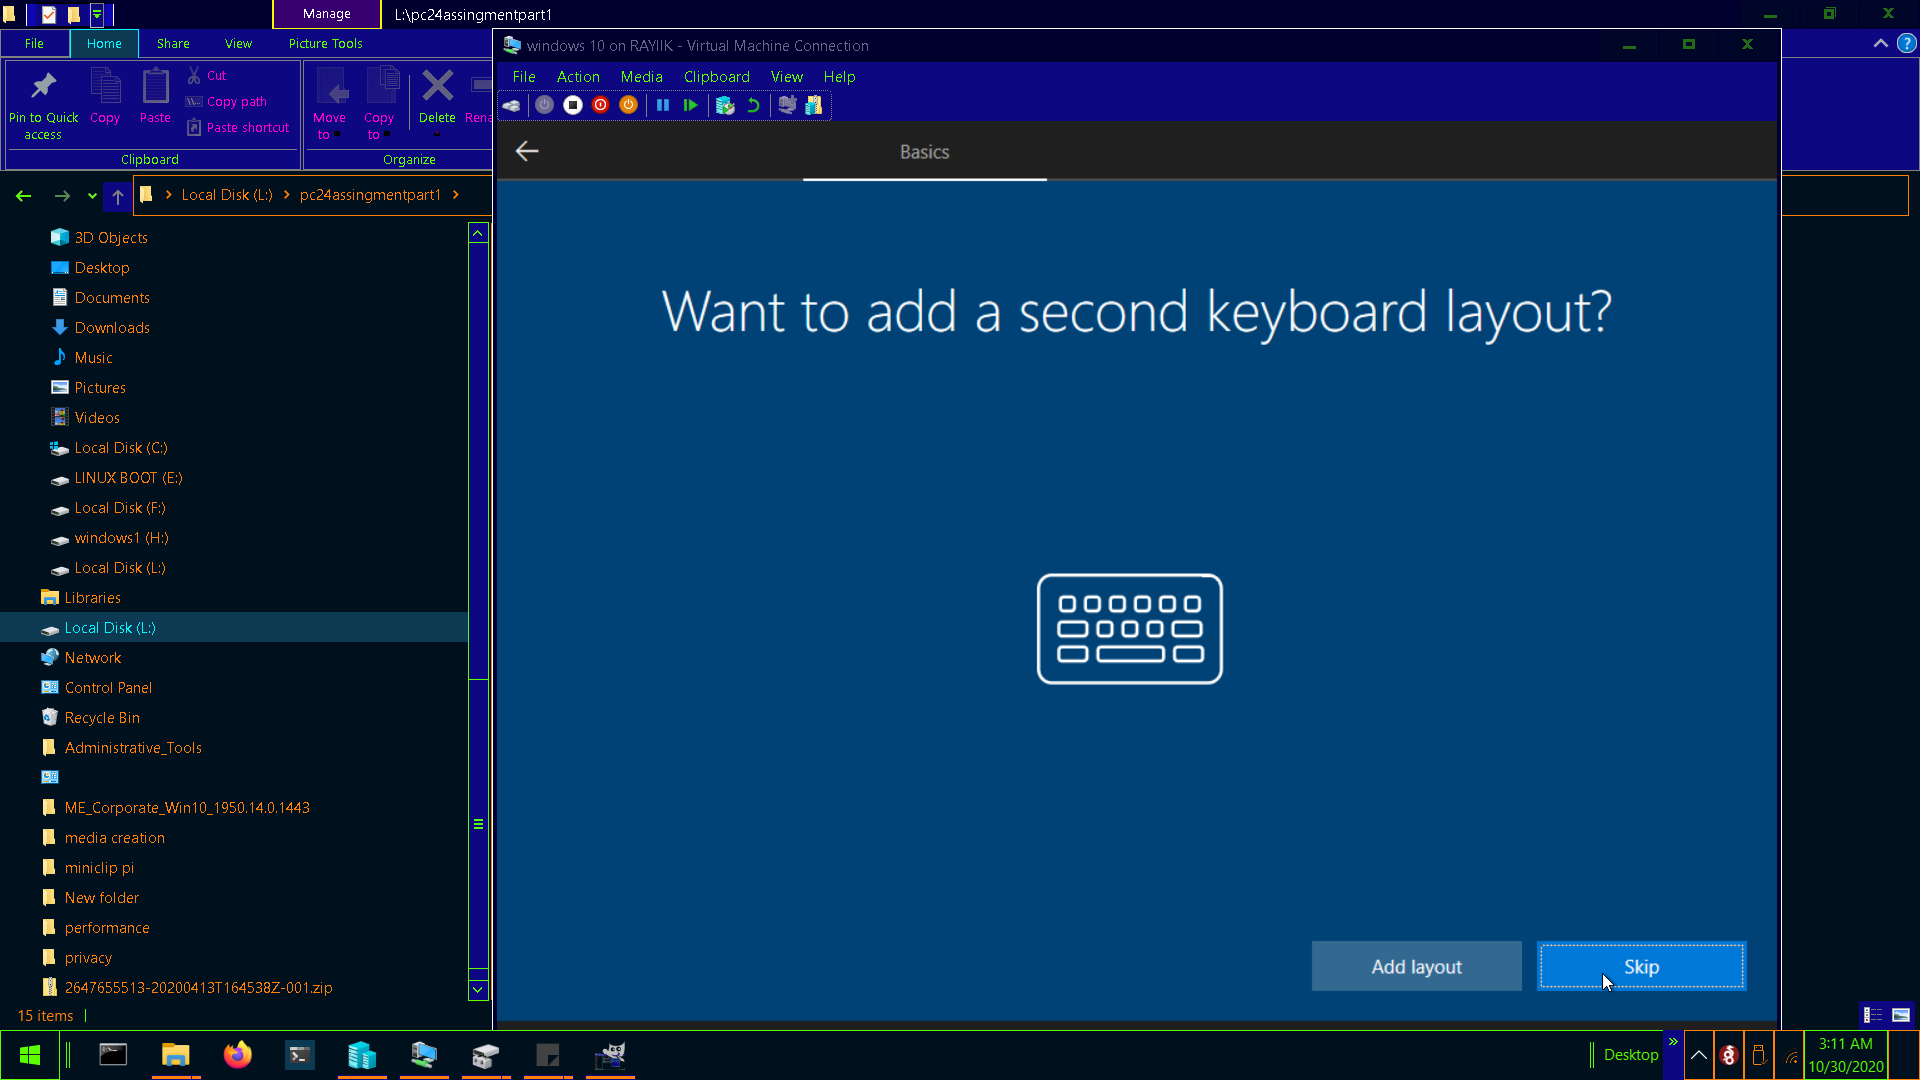 Manage
L:\pc24assingmentpart1
File
Home
Share
View
Picture Tools
Pin to Quick access
Copy
Paste
Cut
Copy path
Paste shortcut
Move to
Copy to
Delete
Rena
Clipboard
Organize
Local Disk (L:)
pc24assingmentpart1
3D Objects
Desktop
Documents
Downloads
Music
Pictures
Videos
Local Disk (C:)
LINUX BOOT (E:)
Local Disk (F:)
windows1 (H:)
Local Disk (L:)
Libraries
Local Disk (L:)
Network
Control Panel
Recycle Bin
Administrative_Tools
ME_Corporate_Win10_1950.14.0.1443
media creation
miniclip pi
New folder
performance
privacy
2647655513-20200413T164538Z-001.zip
15 items
windows 10 on RAYIIK - Virtual Machine Connection
File
Action
Media
Clipboard
View
Help
Basics
Want to add a second keyboard layout?
Add layout
Skip
Desktop
3:11 AM
10/30/2020